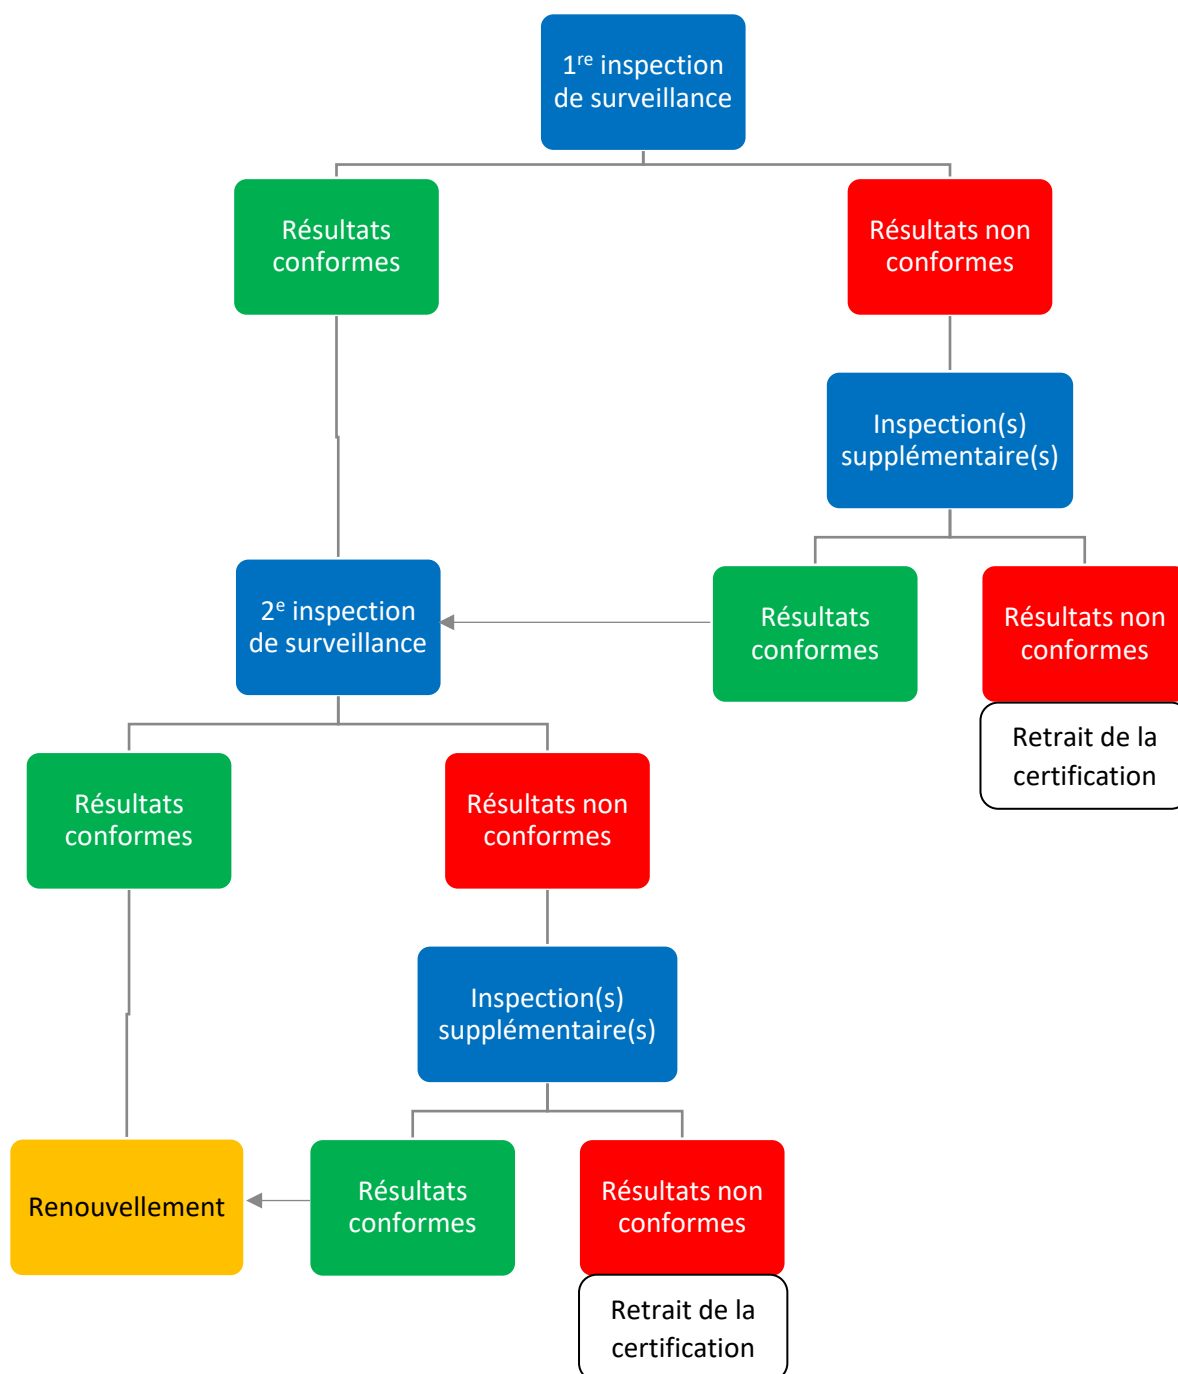 1re inspection
de surveillance
Résultats
conformes
Résultats non
conformes
Inspection(s)
supplémentaire(s)
2e inspection
de surveillance
Résultats
conformes
Résultats non
conformes
Retrait de la
certification
Résultats
conformes
Résultats non
conformes
Inspection(s)
supplémentaire(s)
Renouvellement
Résultats
conformes
Résultats non
conformes
Retrait de la
certification